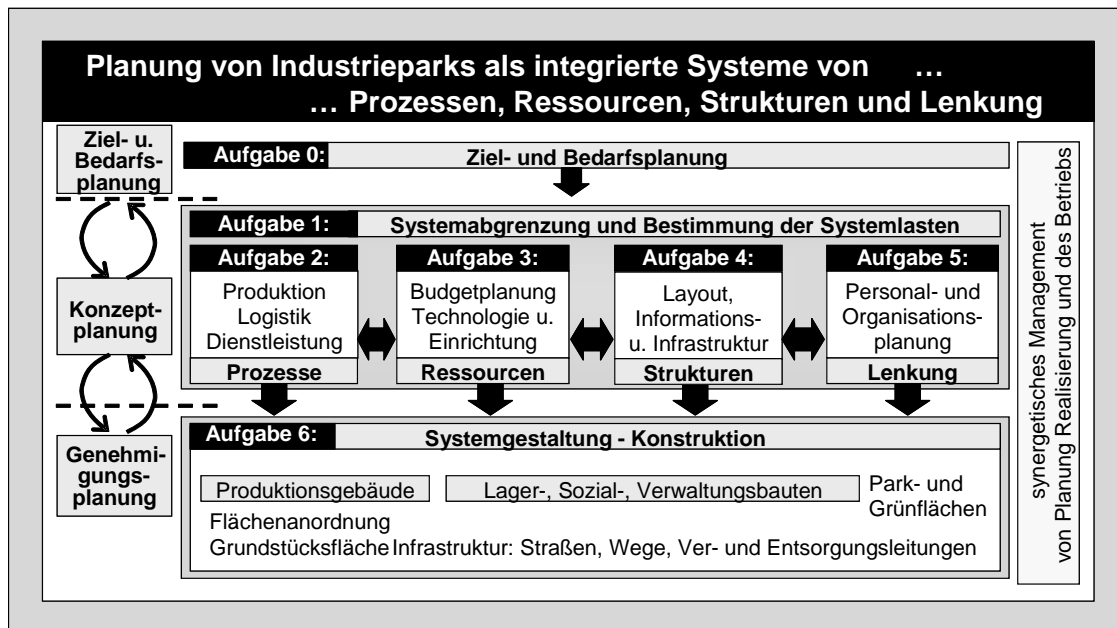 Planung von Industrieparks als integrierte Systeme von …
… Prozessen, Ressourcen, Strukturen und Lenkung
Ziel- u.
Bedarfs-
planung
Aufgabe 0:
Ziel- und Bedarfsplanung
Aufgabe 1:
Systemabgrenzung und Bestimmung der Systemlasten
Aufgabe 2:
Produktion
Logistik
Dienstleistung
Prozesse
Aufgabe 3:
Budgetplanung
Technologie u.
Einrichtung
Ressourcen
Aufgabe 4:
Layout,
Informations-
u. Infrastruktur
Strukturen
Aufgabe 5:
Personal- und
Organisations-
planung
Lenkung
Konzept-
planung
Genehmi-
gungs-
planung
Aufgabe 6:
Systemgestaltung - Konstruktion
Produktionsgebäude
Lager-, Sozial-, Verwaltungsbauten
Park- und
Grünflächen
Flächenanordnung
Grundstücksfläche
Infrastruktur: Straßen, Wege, Ver- und Entsorgungsleitungen
synergetisches Management
von Planung Realisierung und des Betriebs